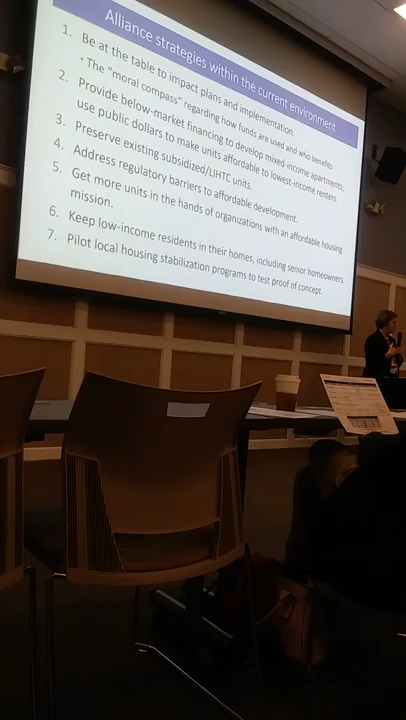 Alliance strategies within the current environment
1. Be at the table to impact plans and implementation.
• The "moral compass" regarding how funds are used and who benefits
2. Provide below-market financing to develop mixed-income apartments;
use public dollars to make units affordable to lowest-income renters.
3. Preserve existing subsidized/LIHTC units.
4. Address regulatory barriers to affordable development.
5. Get more units in the hands of organizations with an affordable housing
mission.
6. Keep low-income residents in their homes, including senior homeowners.
7. Pilot local housing stabilization programs to test proof of concept.